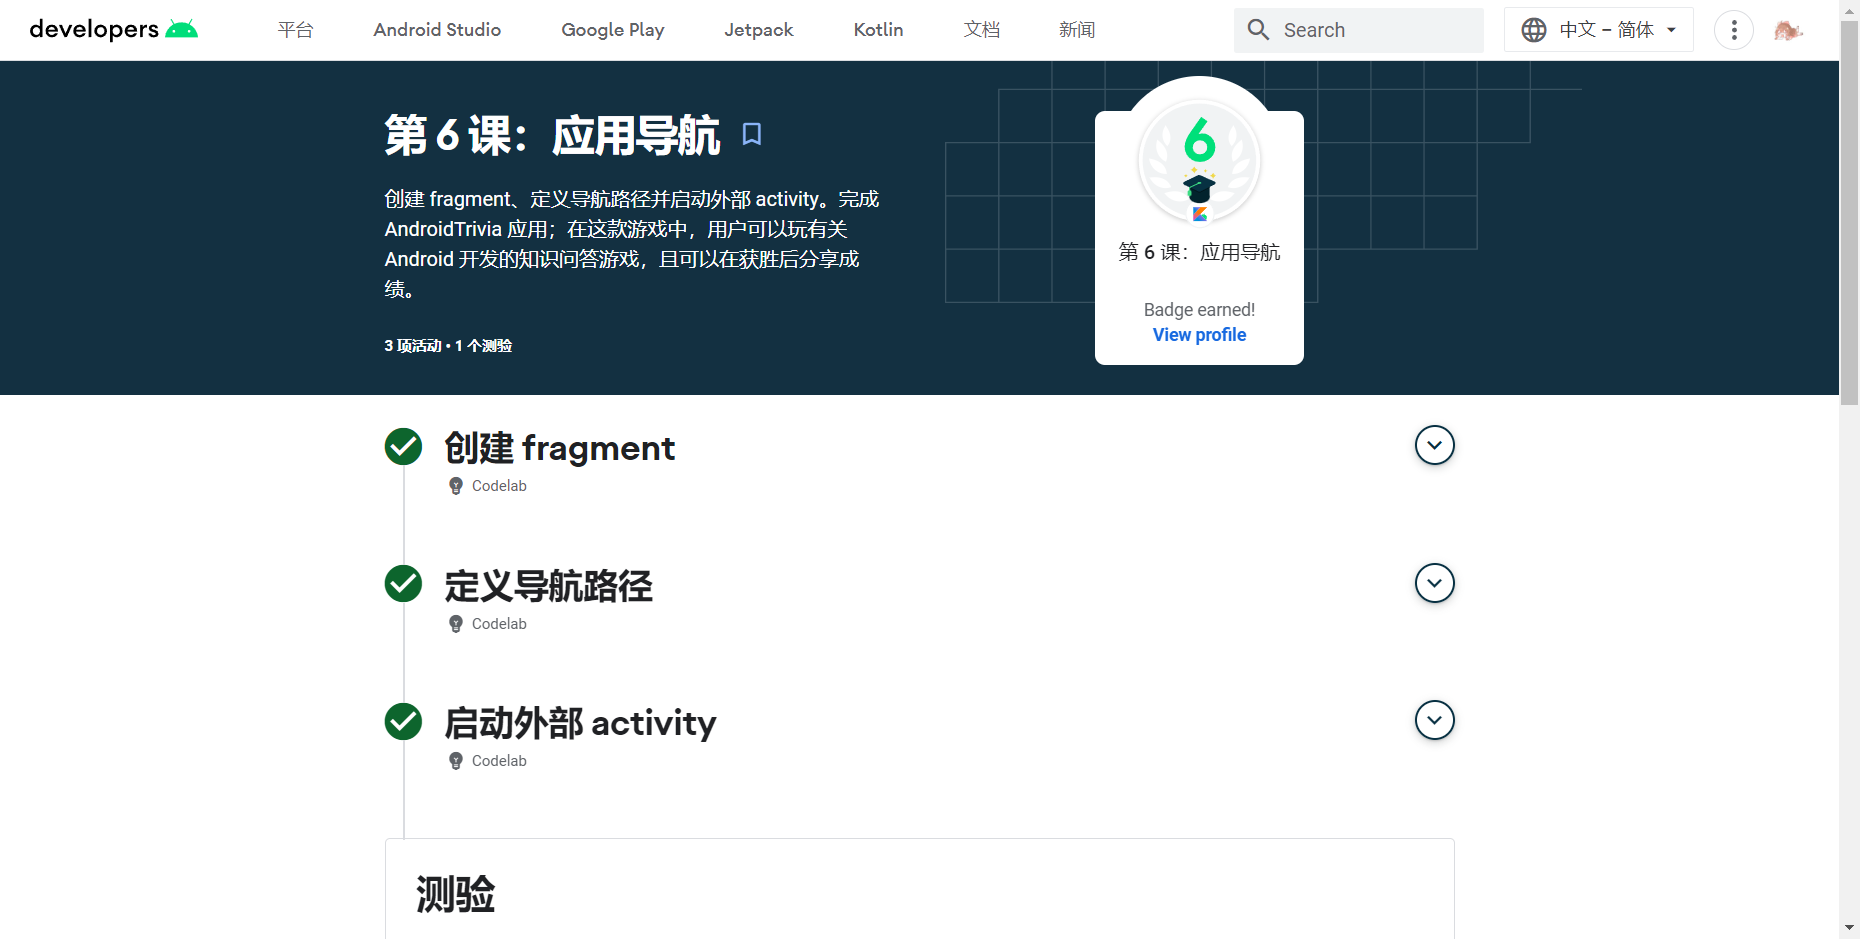 developers
平台
Android Studio
Google Play
Jetpack
Kotlin
文档
新闻
Search
中文 – 简体
第 6 课：应用导航
创建 fragment、定义导航路径并启动外部 activity。完成
AndroidTrivia 应用；在这款游戏中，用户可以玩有关
Android 开发的知识问答游戏，且可以在获胜后分享成
绩。
3 项活动 • 1 个测验
6
第 6 课：应用导航
Badge earned!
View profile
创建 fragment
Codelab
定义导航路径
Codelab
启动外部 activity
Codelab
测验